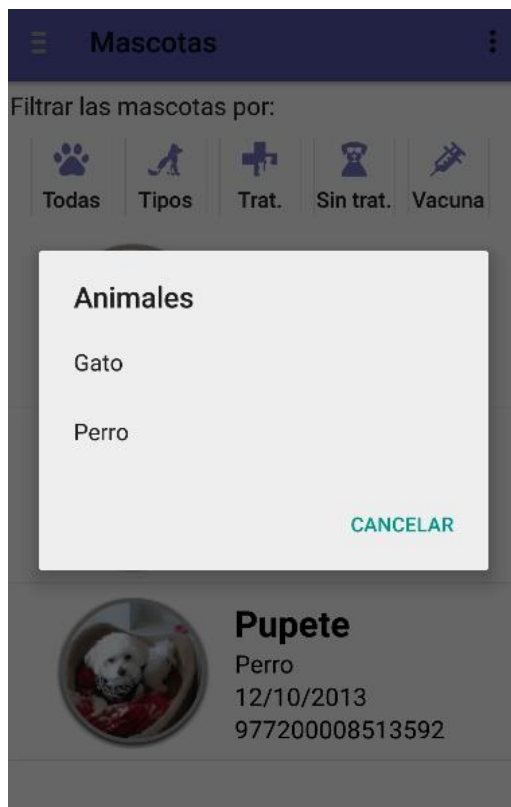 Mascotas
Filtrar las mascotas por:
Todas Tipos Trat. Sin trat. Vacuna
Animales
Gato
Perro
CANCELAR
Pupete
Perro
12/10/2013
977200008513592